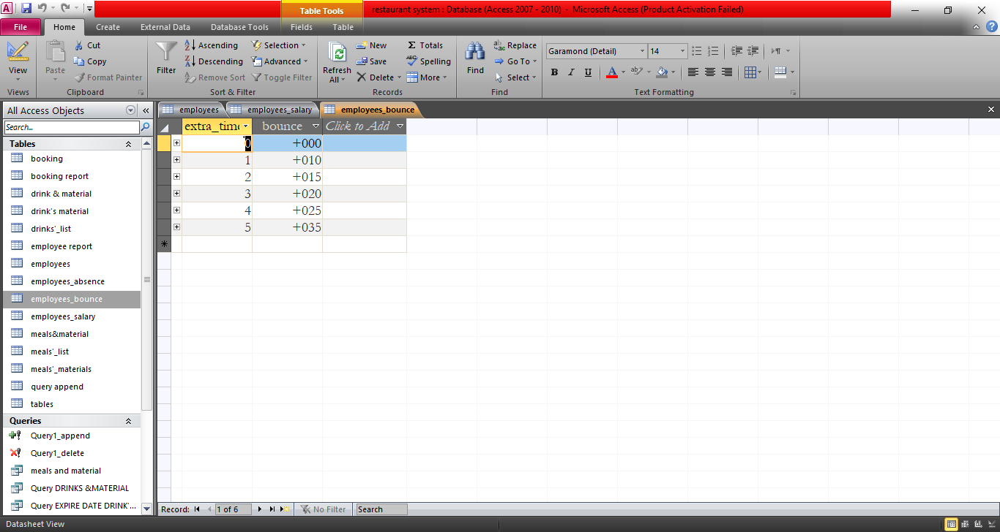 restaurant system : Database (Access 2007 - 2010) - Microsoft Access (Product Activation Failed)
Table Tools
File Home Create External Data Database Tools Fields Table
View
Views
Paste
Cut
Copy
Format Painter
Clipboard
Filter
Ascending
Descending
Remove Sort
Selection
Advanced
Toggle Filter
Sort & Filter
Refresh All
New
Save
Delete
Totals
Spelling
More
Records
Find
Replace
Go To
Select
Find
Garamond (Detail) 14
B I U A
Text Formatting
All Access Objects
Search...
Tables
booking
booking report
drink & material
drink's material
drinks'_list
employee report
employees
employees_absence
employees_bounce
employees_salary
meals&material
meals'_list
meals'_materials
query append
tables
Queries
Query1_append
Query1_delete
meals and material
Query DRINKS &MATERIAL
Query EXPIRE DATE DRINK'...
employees employees_salary employees_bounce
extra_time bounce Click to Add
0 +000
1 +010
2 +015
3 +020
4 +025
5 +035
Record: 1 of 6 No Filter Search
Datasheet View